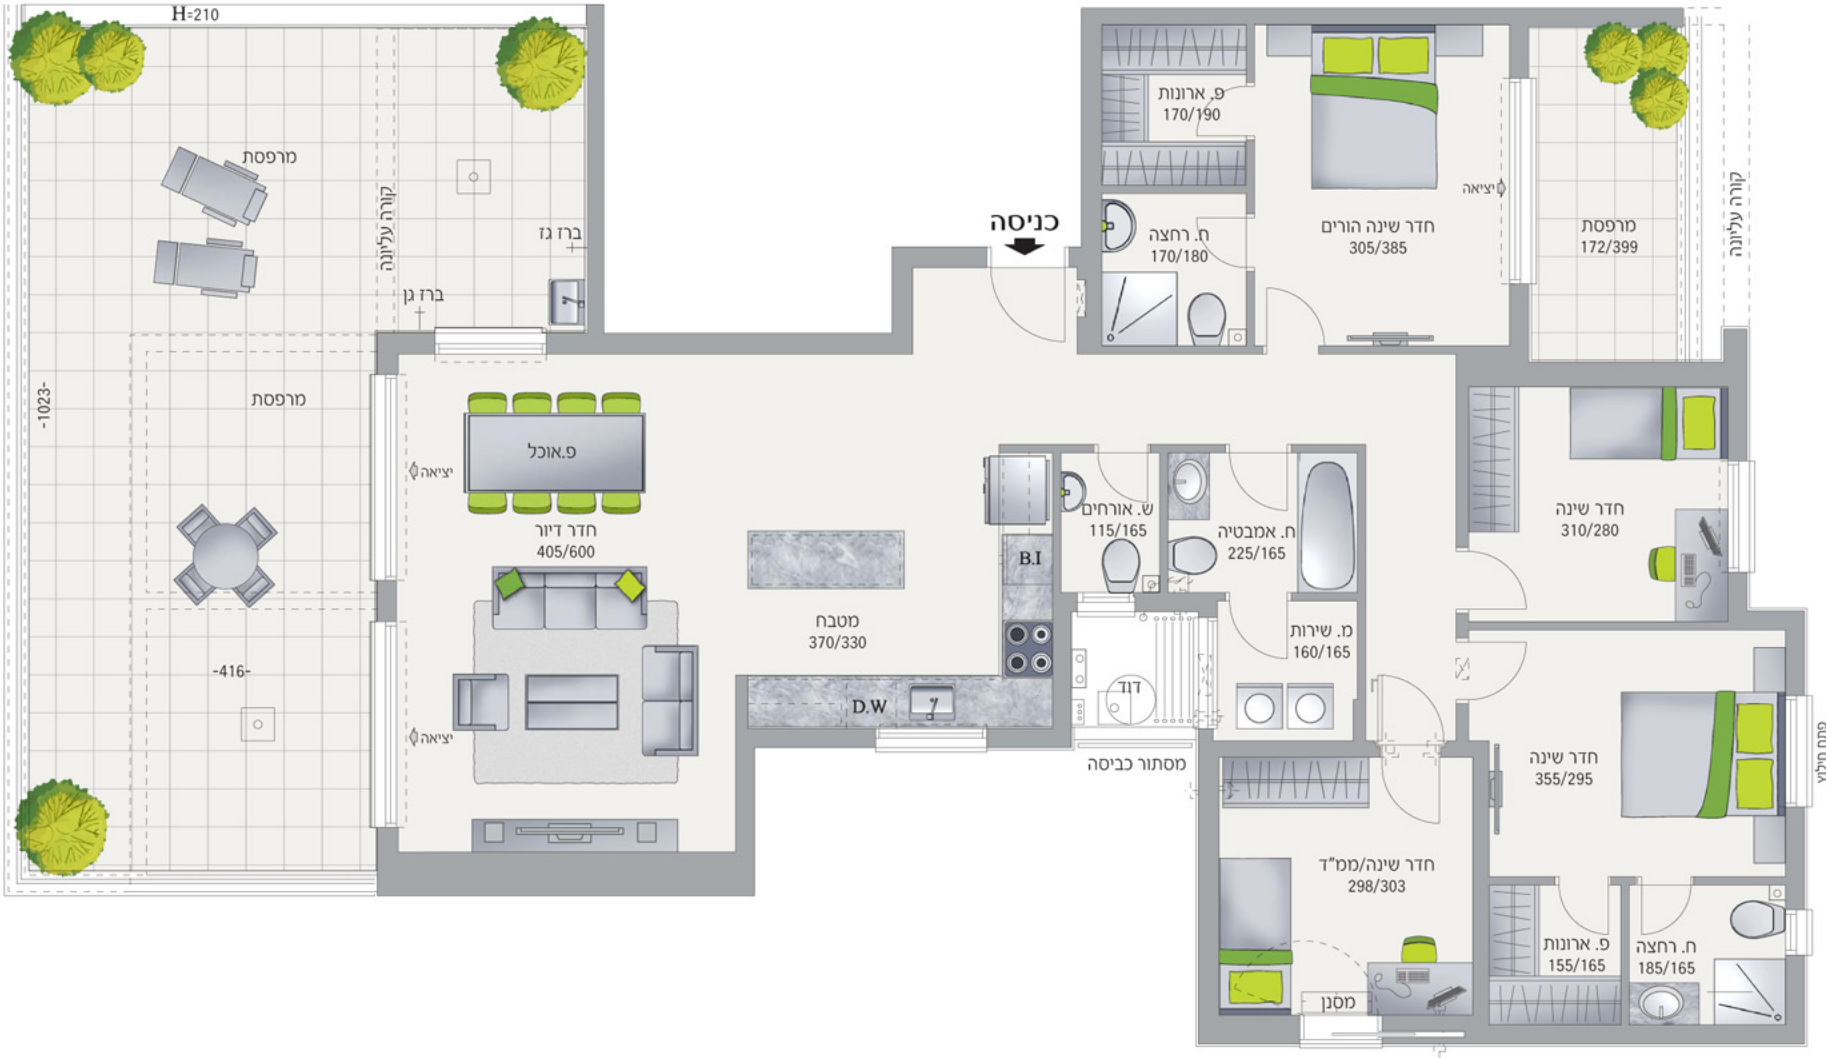 H=210
מרפסת
קורה עליונה
ברז גז
ברז גן
-1023-
מרפסת
-416-
כניסה
פ. ארונות
170/190
ח. רחצה
170/180
חדר שינה הורים
305/385
יציאה
מרפסת
172/399
קורה עליונה
יציאה
פ.אוכל
חדר דיור
405/600
יציאה
מטבח
370/330
B.I
D.W
ש. אורחים
115/165
ח. אמבטיה
225/165
מ. שירות
160/165
דוד
מסתור כביסה
חדר שינה
310/280
חדר שינה
355/295
פתח חילוץ
חדר שינה/ממ"ד
298/303
מסנן
פ. ארונות
155/165
ח. רחצה
185/165